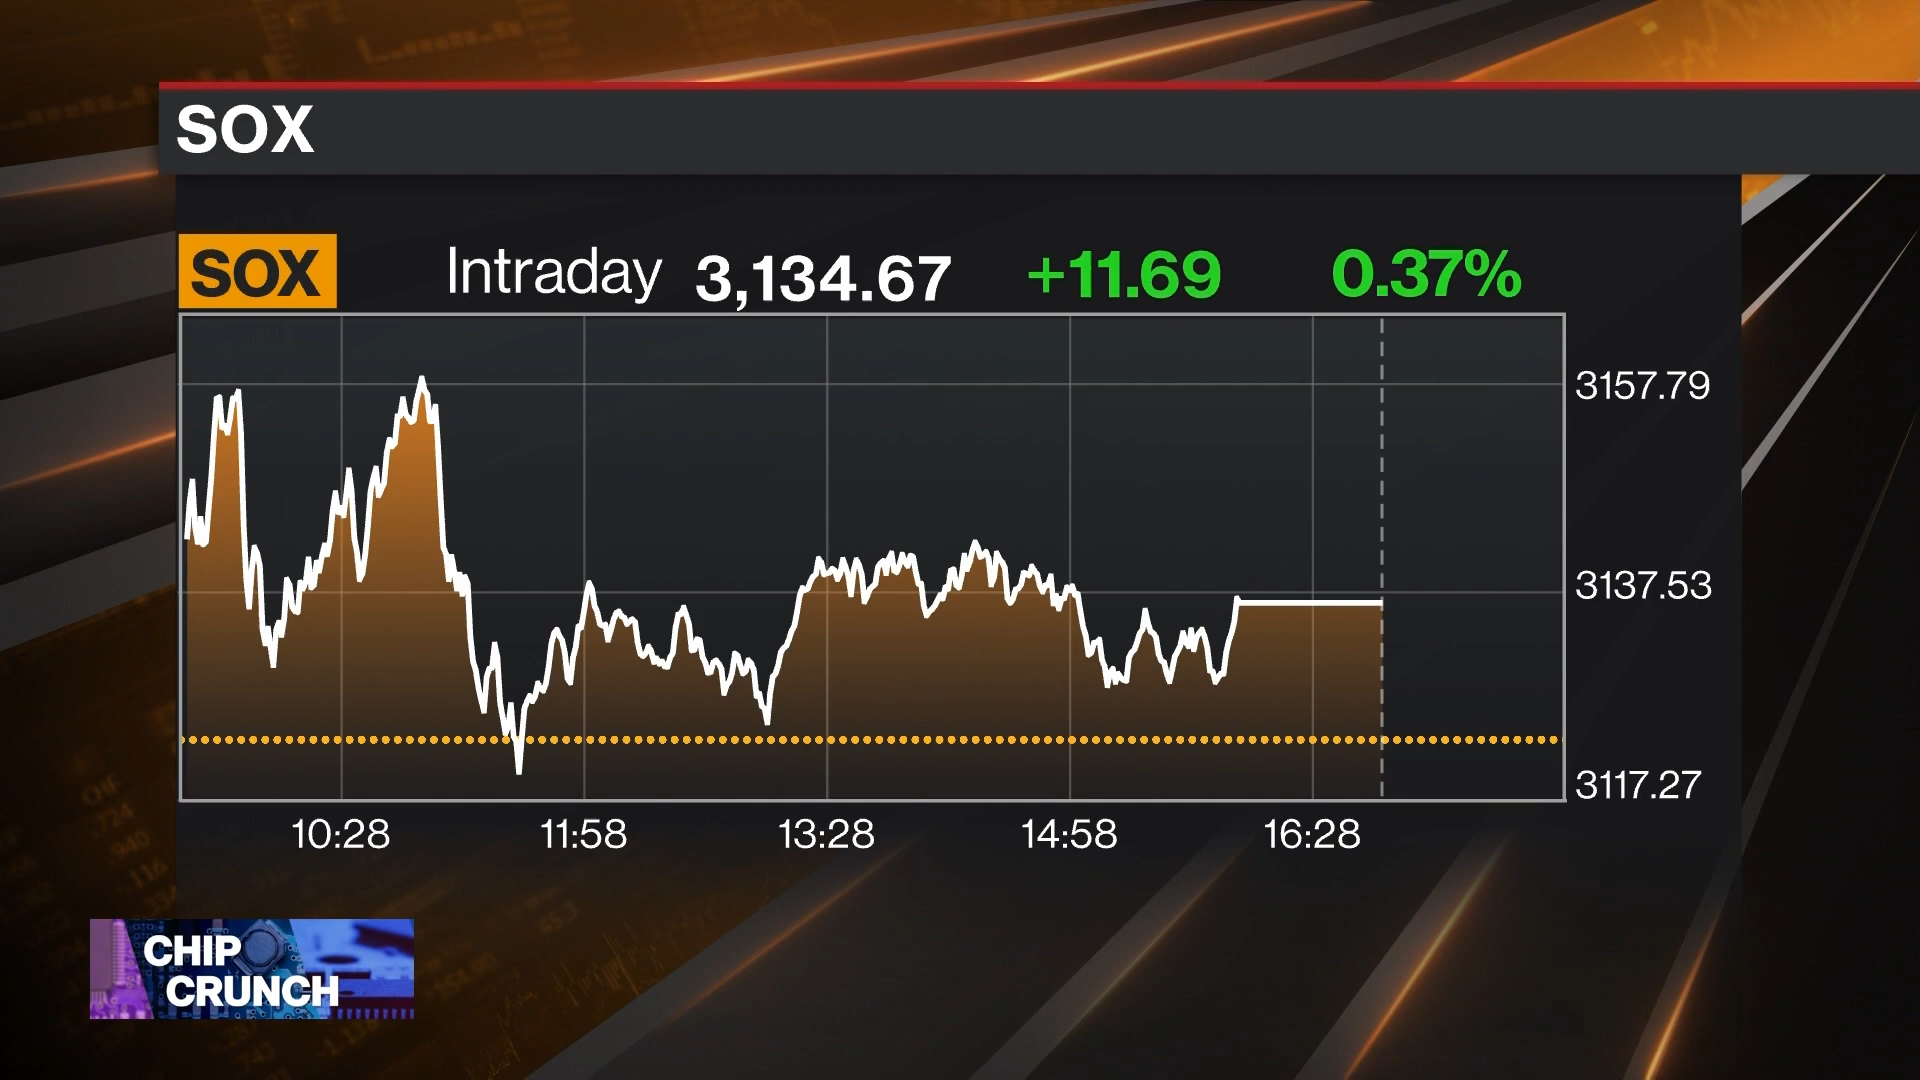 SOX
SOX Intraday 3,134.67 +11.69 0.37%
3157.79
3137.53
3117.27
10:28 11:58 13:28 14:58 16:28
CHIP
CRUNCH